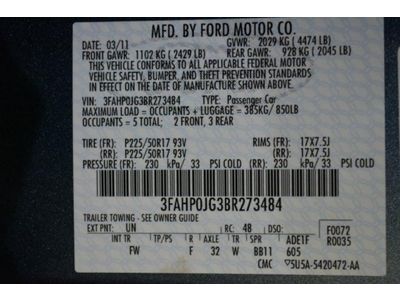 MFD. BY FORD MOTOR CO.
DATE: 03/11 GVWR: 2029 KG ( 4474 LB)
FRONT GAWR: 1102 KG ( 2429 LB) REAR GAWR: 928 KG ( 2045 LB)
THIS VEHICLE CONFORMS TO ALL APPLICABLE FEDERAL MOTOR
VEHICLE SAFETY, BUMPER, AND THEFT PREVENTION STANDARDS
IN EFFECT ON THE DATE OF MANUFACTURE SHOWN ABOVE.
VIN: 3FAHP0JG3BR273484 TYPE: Passenger Car
MAXIMUM LOAD = OCCUPANTS + LUGGAGE = 385KG/ 850LB
OCCUPANTS = 5 TOTAL: 2 FRONT, 3 REAR
TIRE (FR): P225/50R17 93V RIMS (FR): 17X7.5J
TIRE (RR): P225/50R17 93V RIMS (RR): 17X7.5J
PRESSURE (FR): 230 kPa/ 33 PSI COLD (RR): 230 kPa/ 33 PSI COLD
3FAHP0JG3BR273484
TRAILER TOWING - SEE OWNER GUIDE
EXT PNT: UN RC: 48 DSO: F0072
R0035
INT TR TP/PS R AXLE TR SPR ADE1F
FW F 32 W BB11 605
CMC 5U5A-5420472-AA